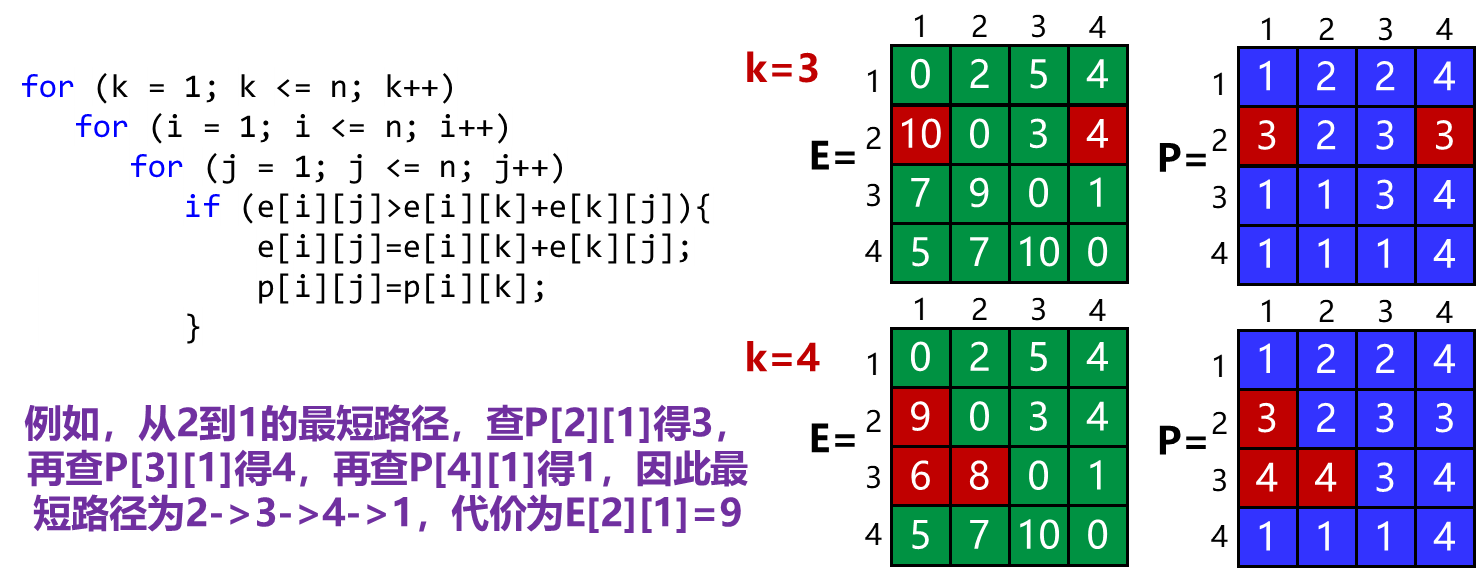 for (k = 1; k <= n; k++)
for (i = 1; i <= n; i++)
for (j = 1; j <= n; j++)
if (e[i][j]>e[i][k]+e[k][j]){
e[i][j]=e[i][k]+e[k][j];
p[i][j]=p[i][k];
}
例如，从2到1的最短路径，查P[2][1]得3，
再查P[3][1]得4，再查P[4][1]得1，因此最
短路径为2->3->4->1，代价为E[2][1]=9
k=3
E=
1 2 3 4
1 0 2 5 4
2 10 0 3 4
3 7 9 0 1
4 5 7 10 0
P=
1 2 3 4
1 1 2 2 4
2 3 2 3 3
3 1 1 3 4
4 1 1 1 4
k=4
E=
1 2 3 4
1 0 2 5 4
2 9 0 3 4
3 6 8 0 1
4 5 7 10 0
P=
1 2 3 4
1 1 2 2 4
2 3 2 3 3
3 4 4 3 4
4 1 1 1 4